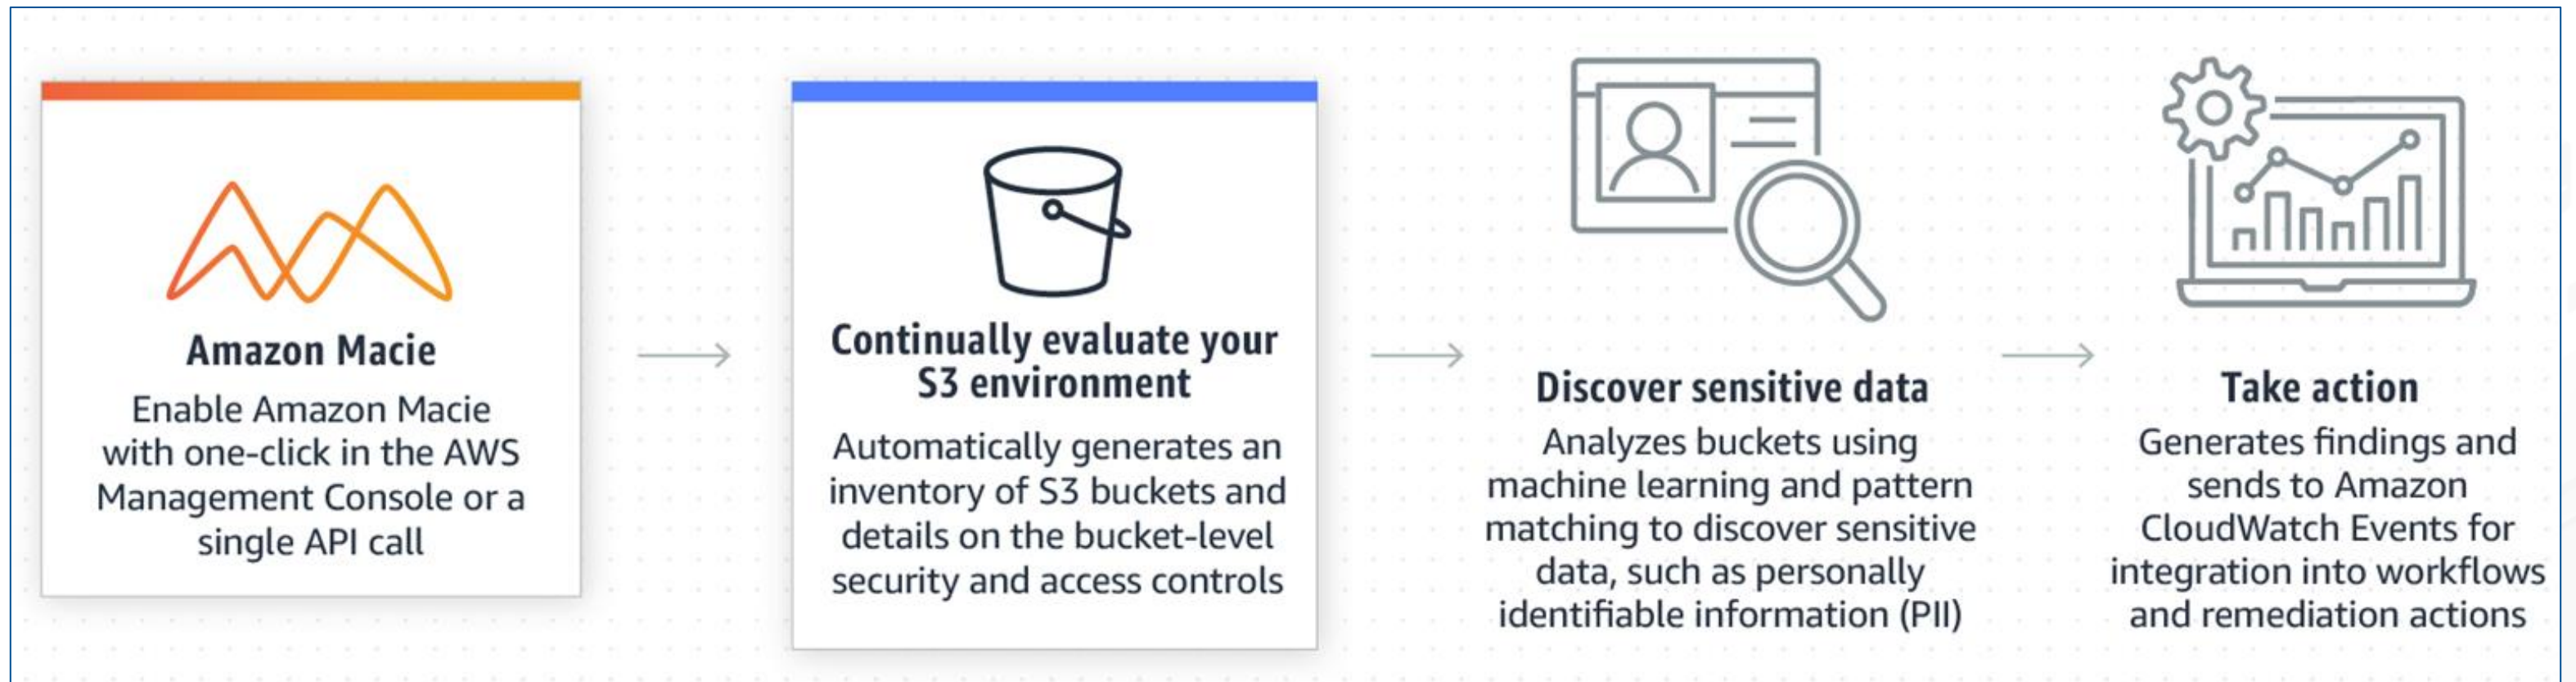 Amazon Macie
Enable Amazon Macie
with one-click in the AWS
Management Console or a
single API call
Continually evaluate your
S3 environment
Automatically generates an
inventory of S3 buckets and
details on the bucket-level
security and access controls
Discover sensitive data
Analyzes buckets using
machine learning and pattern
matching to discover sensitive
data, such as personally
identifiable information (PII)
Take action
Generates findings and
sends to Amazon
CloudWatch Events for
integration into workflows
and remediation actions